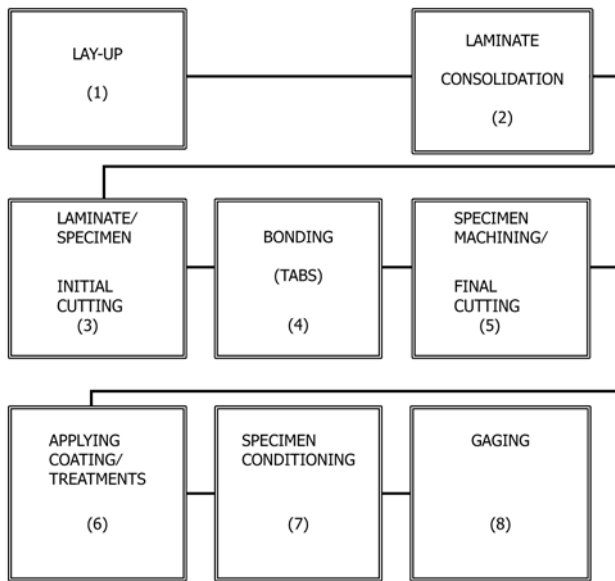 LAY-UP
(1)
LAMINATE
CONSOLIDATION
(2)
LAMINATE/
SPECIMEN
INITIAL
CUTTING
(3)
BONDING
(TABS)
(4)
SPECIMEN
MACHINING/
FINAL
CUTTING
(5)
APPLYING
COATING/
TREATMENTS
(6)
SPECIMEN
CONDITIONING
(7)
GAGING
(8)